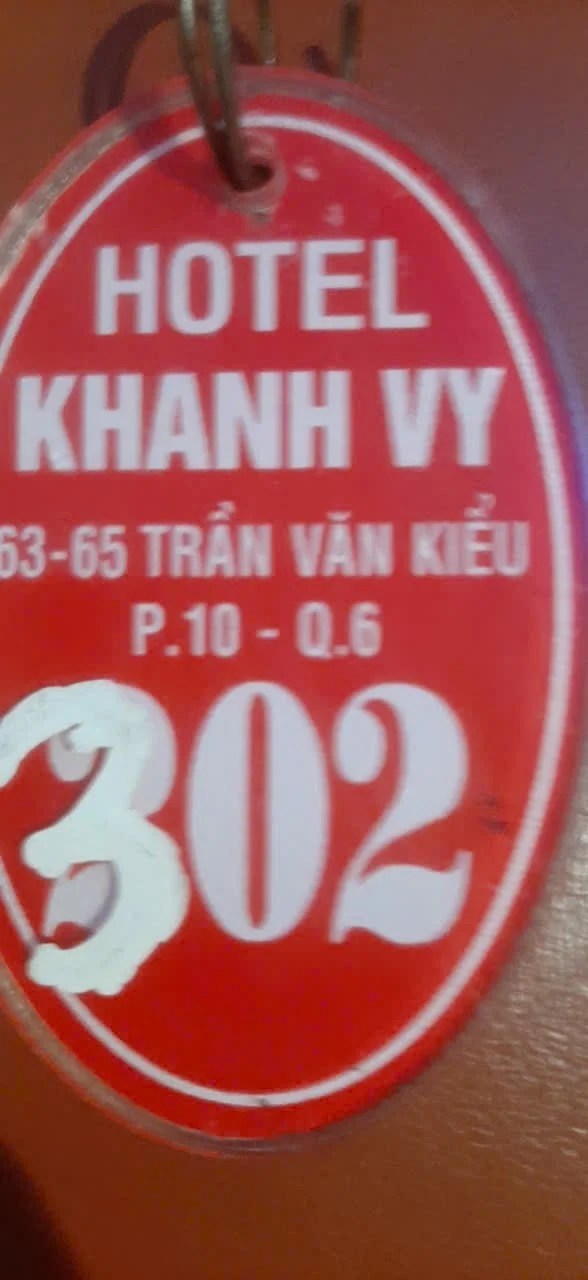 HOTEL
KHANH VY
63-65 TRẦN VĂN KIỂU
P.10 - Q.6
302